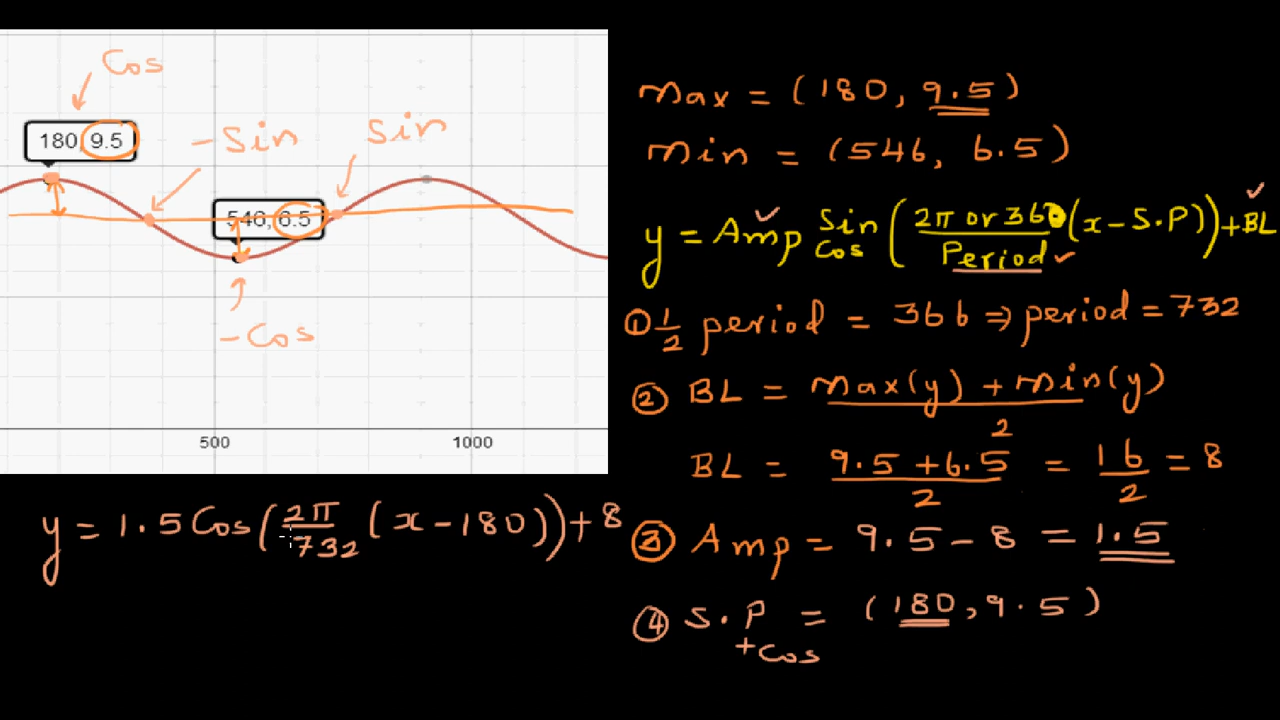 Cos
-Sin
Sin
180, 9.5
546, 6.5
-Cos
500
1000
y = 1.5 Cos(2π/732 (x-180))+8
Max = (180, 9.5)
Min = (546, 6.5)
y = Amp Sin Cos (2π or 360/Period (x-S.P))+BL
① 1/2 period = 366 ⇒ period = 732
② BL = Max(y) + Min(y)/2
BL = 9.5+6.5/2 = 16/2 = 8
③ Amp = 9.5-8 = 1.5
④ S.P = (180, 9.5)
+Cos